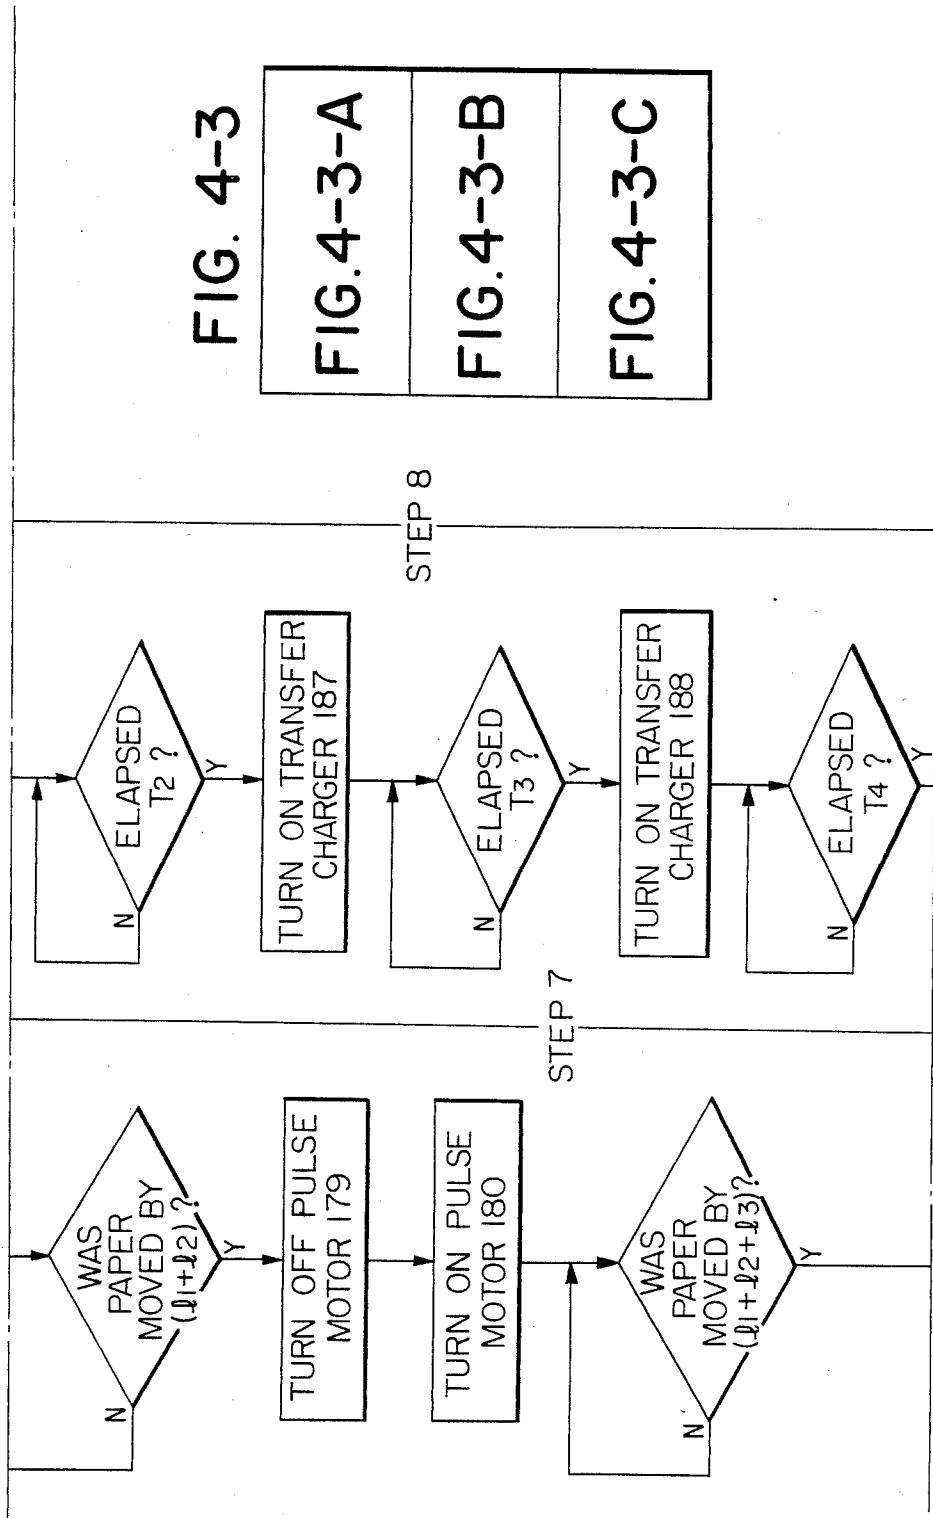 WAS
PAPER
MOVED BY
(ℓ1+ℓ2) ?
N
Y
TURN OFF PULSE
MOTOR 179
TURN ON PULSE
MOTOR 180
WAS
PAPER
MOVED BY
(ℓ1+ℓ2+ℓ3)?
N
Y
STEP 7
ELAPSED
T2 ?
N
Y
TURN ON TRANSFER
CHARGER 187
ELAPSED
T3 ?
N
Y
TURN ON TRANSFER
CHARGER 188
ELAPSED
T4 ?
N
Y
STEP 8
FIG. 4-3
FIG.4-3-A
FIG.4-3-B
FIG.4-3-C